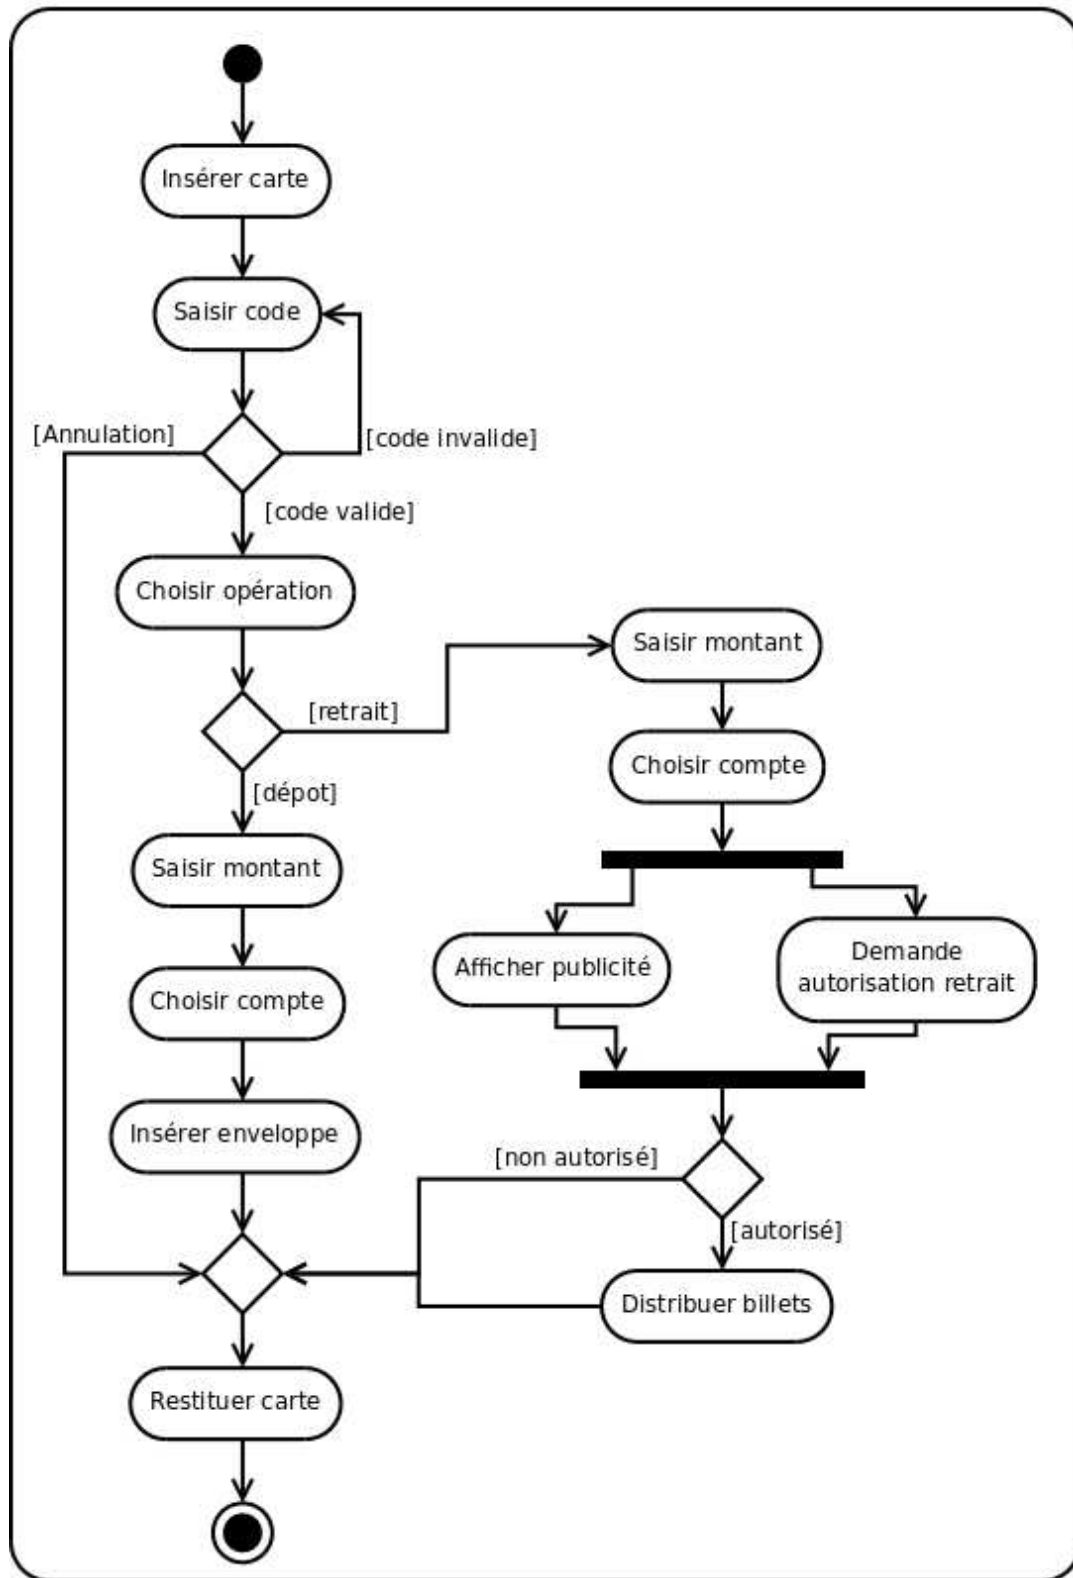 Insérer carte
Saisir code
[Annulation]
[code invalide]
[code valide]
Choisir opération
[retrait]
Saisir montant
Choisir compte
[dépot]
Saisir montant
Choisir compte
Insérer enveloppe
Afficher publicité
Demande
autorisation retrait
[non autorisé]
[autorisé]
Distribuer billets
Restituer carte